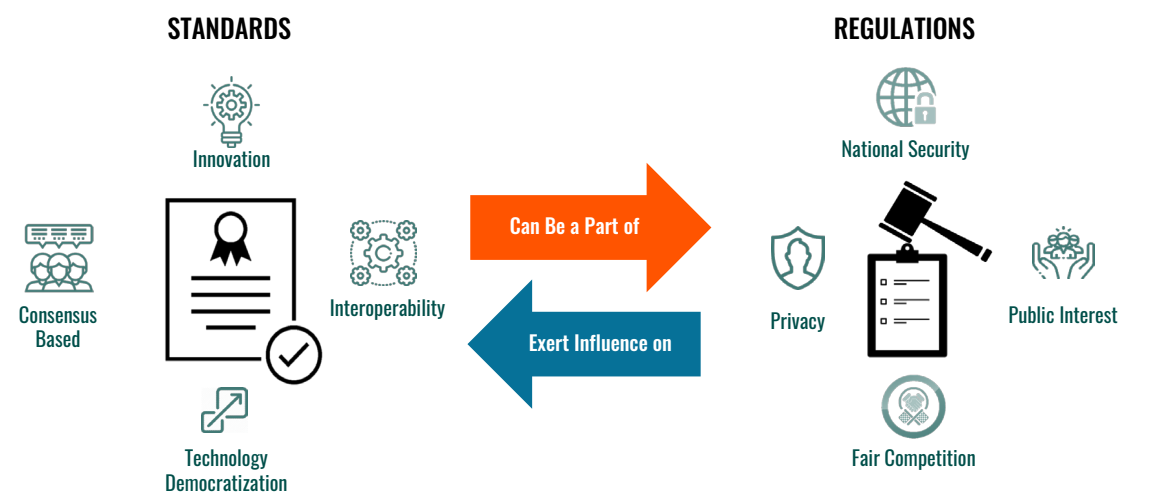 STANDARDS
Innovation
Consensus
Based
Interoperability
Technology
Democratization
Can Be a Part of
Exert Influence on
REGULATIONS
National Security
Privacy
Public Interest
Fair Competition